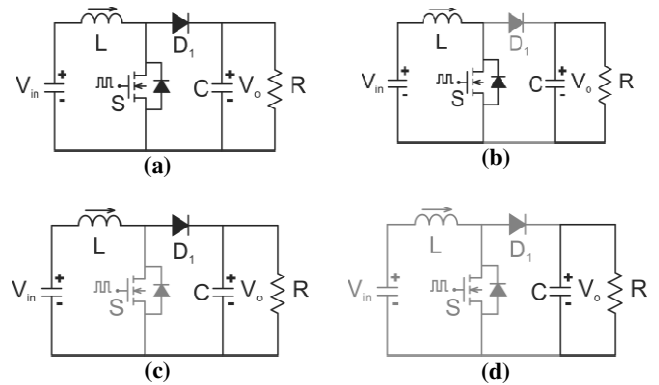 L
D1
Vin
+
-
S
C
+
-
Vo
R
(a)
L
D1
Vin
+
-
S
C
+
-
Vo
R
(b)
L
D1
Vin
+
-
S
C
+
-
Vo
R
(c)
L
D1
Vin
+
-
S
C
+
-
Vo
R
(d)